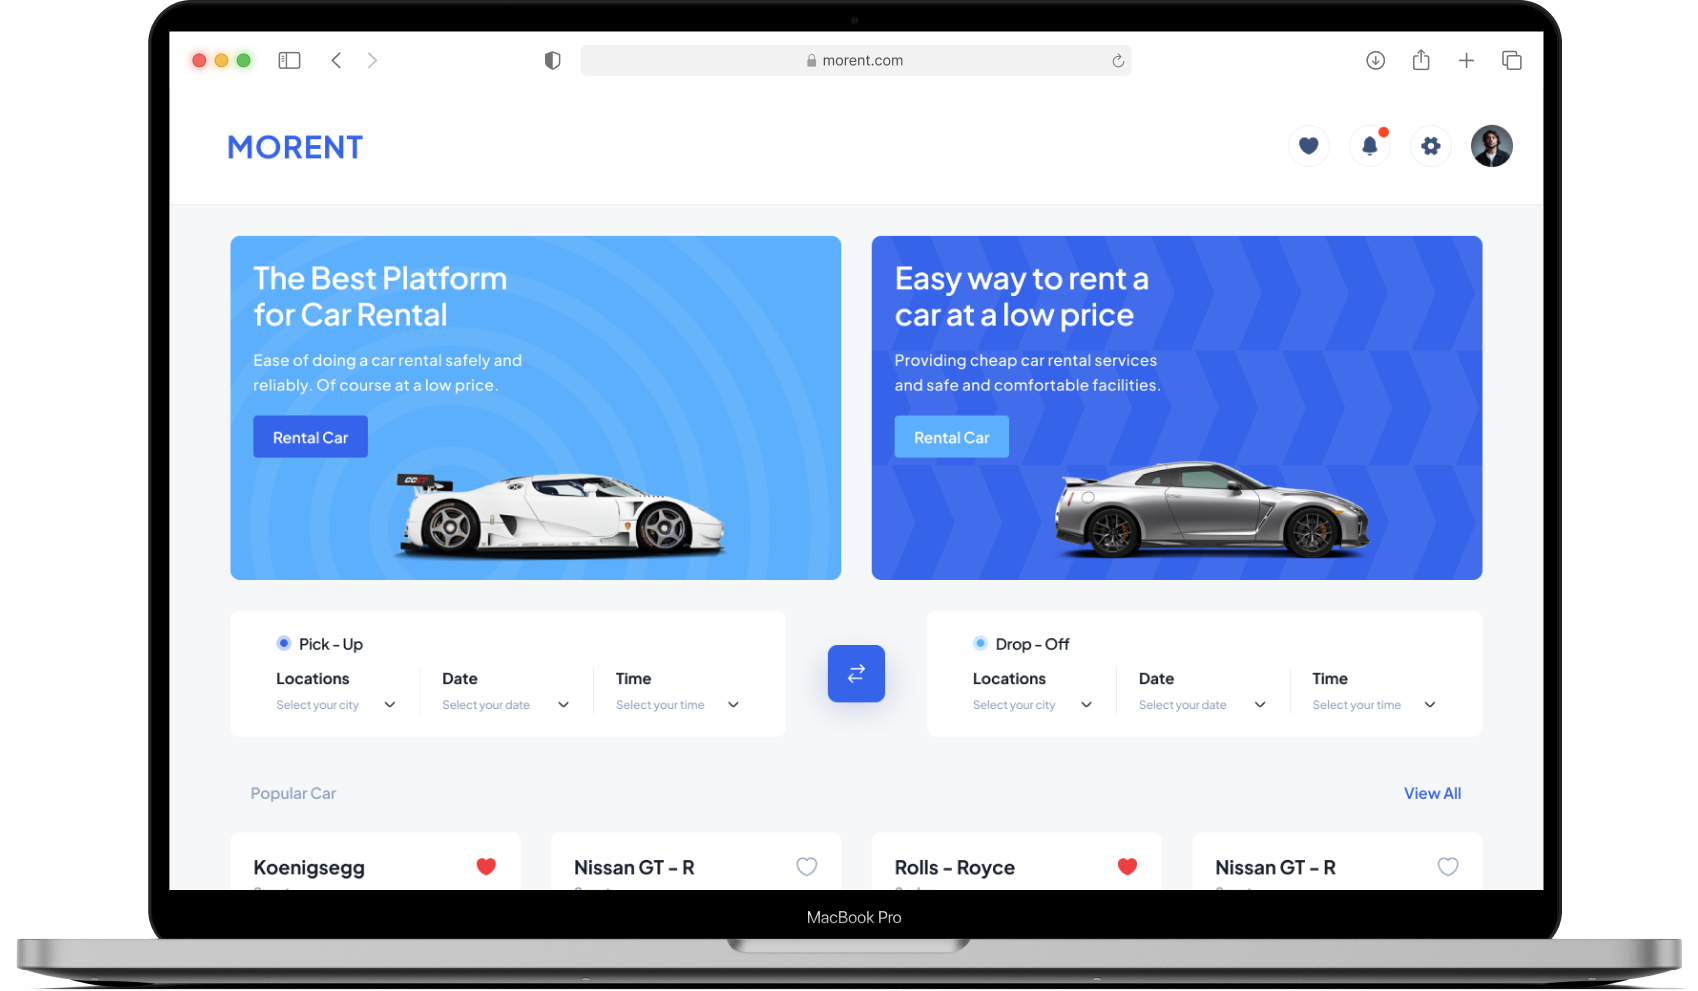 morent.com
MORENT
The Best Platform
for Car Rental
Ease of doing a car rental safely and
reliably. Of course at a low price.
Rental Car
Easy way to rent a
car at a low price
Providing cheap car rental services
and safe and comfortable facilities.
Rental Car
Pick - Up
Locations
Select your city
Date
Select your date
Time
Select your time
Drop - Off
Locations
Select your city
Date
Select your date
Time
Select your time
Popular Car
View All
Koenigsegg
Nissan GT - R
Rolls - Royce
Nissan GT - R
MacBook Pro